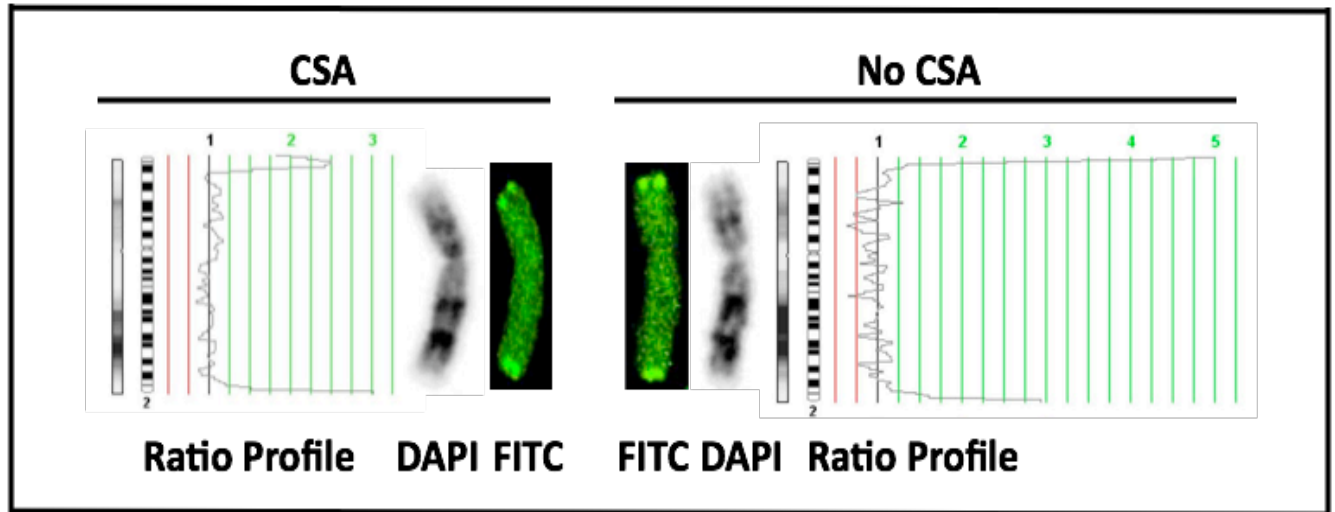 CSA No CSA
1 2 3 1 2 3 4 5
2 2
Ratio Profile DAPI FITC FITC DAPI Ratio Profile